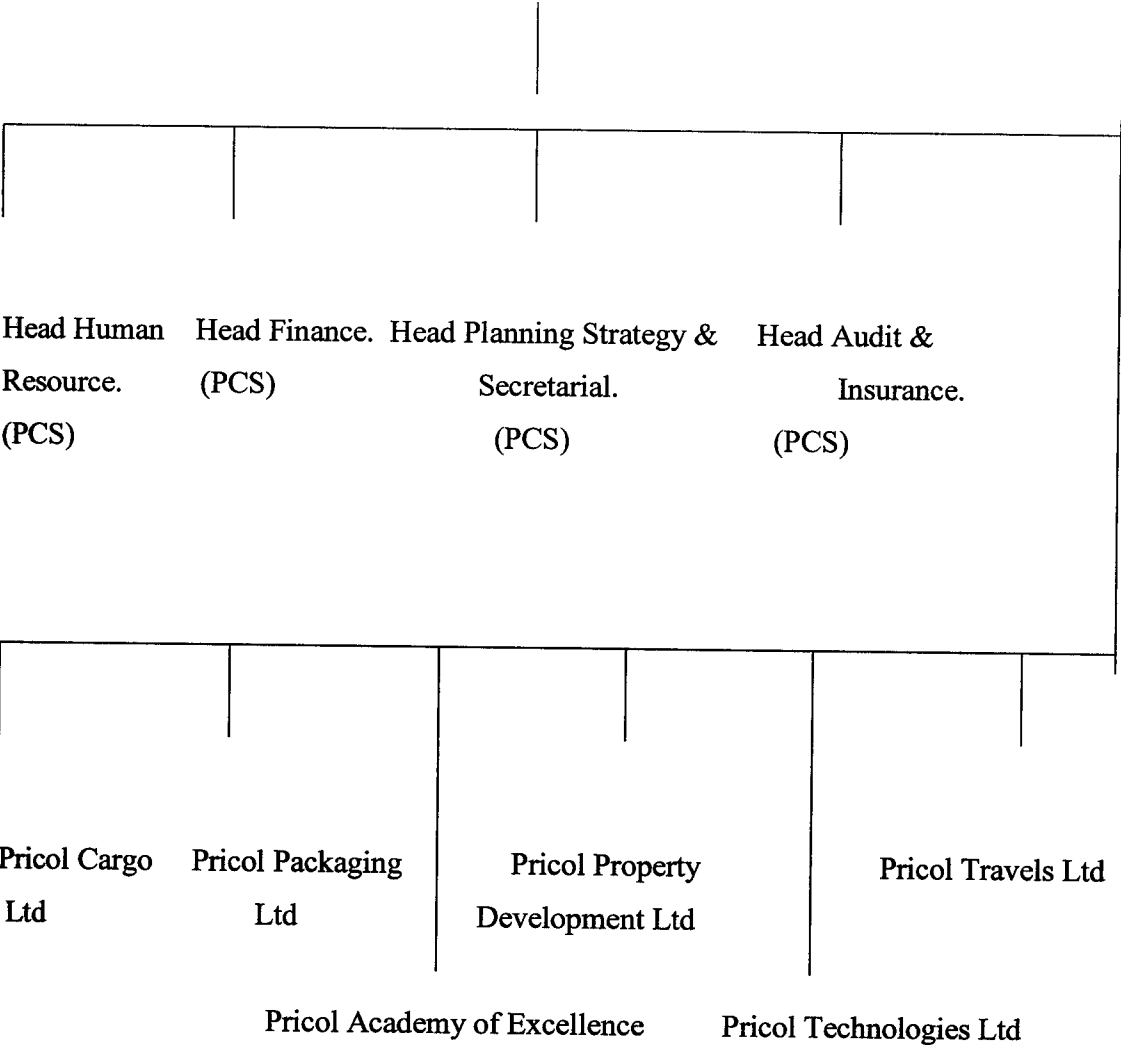 Head Human Head Finance. Head Planning Strategy & Head Audit &
Resource. (PCS) Secretarial. Insurance.
(PCS) (PCS) (PCS)
Pricol Cargo Pricol Packaging Pricol Property Pricol Travels Ltd
Ltd Ltd Development Ltd
Pricol Academy of Excellence Pricol Technologies Ltd